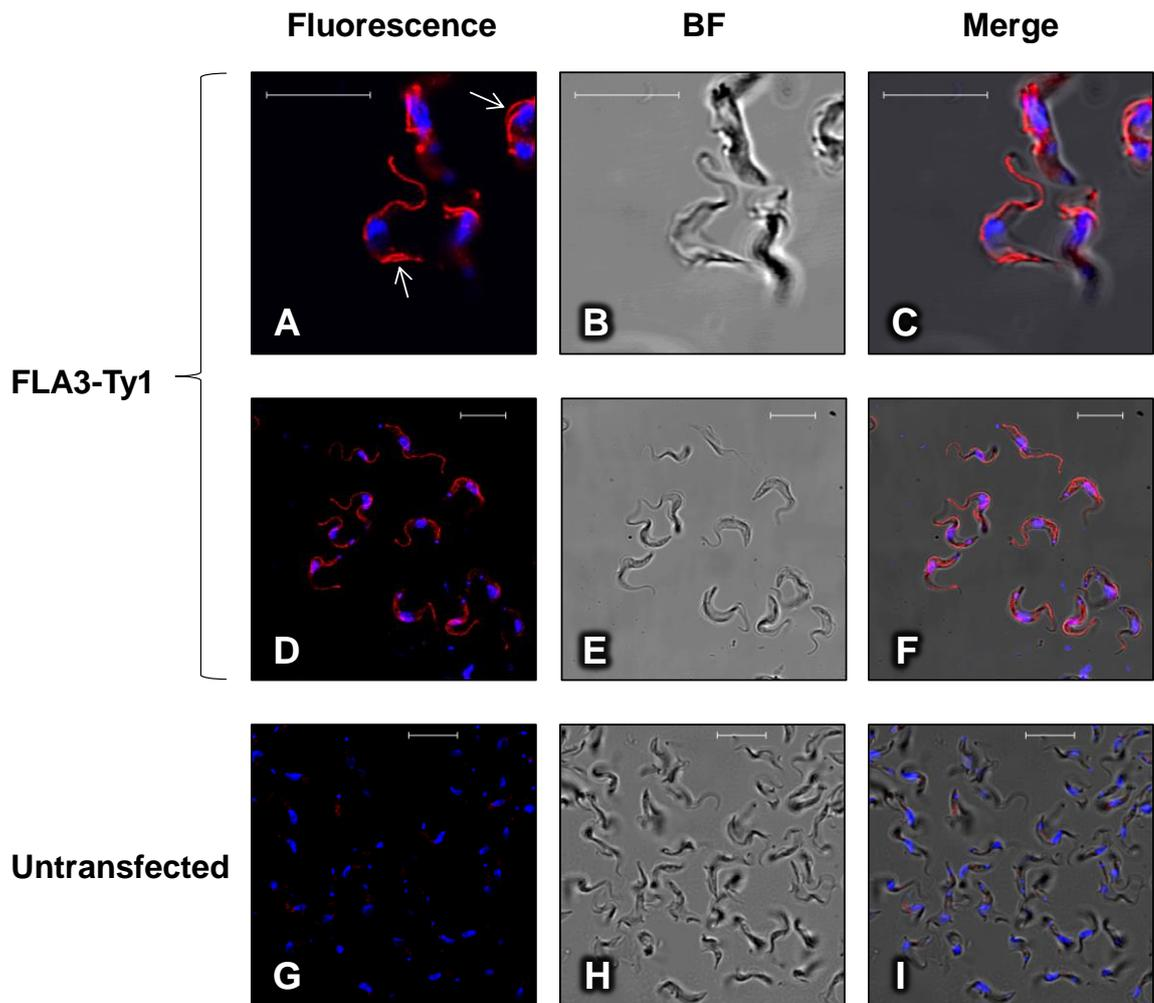 Fluorescence BF Merge
A B C
FLA3-Ty1
D E F
Untransfected
G H I